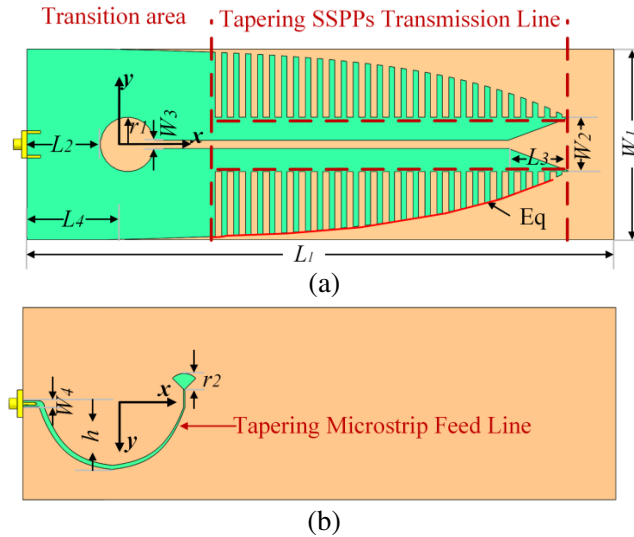 Transition area
Tapering SSPPs Transmission Line
y
r1
W3
x
L2
L3
W2
W1
L4
Eq
L1
(a)
W4
x
r2
h
y
Tapering Microstrip Feed Line
(b)